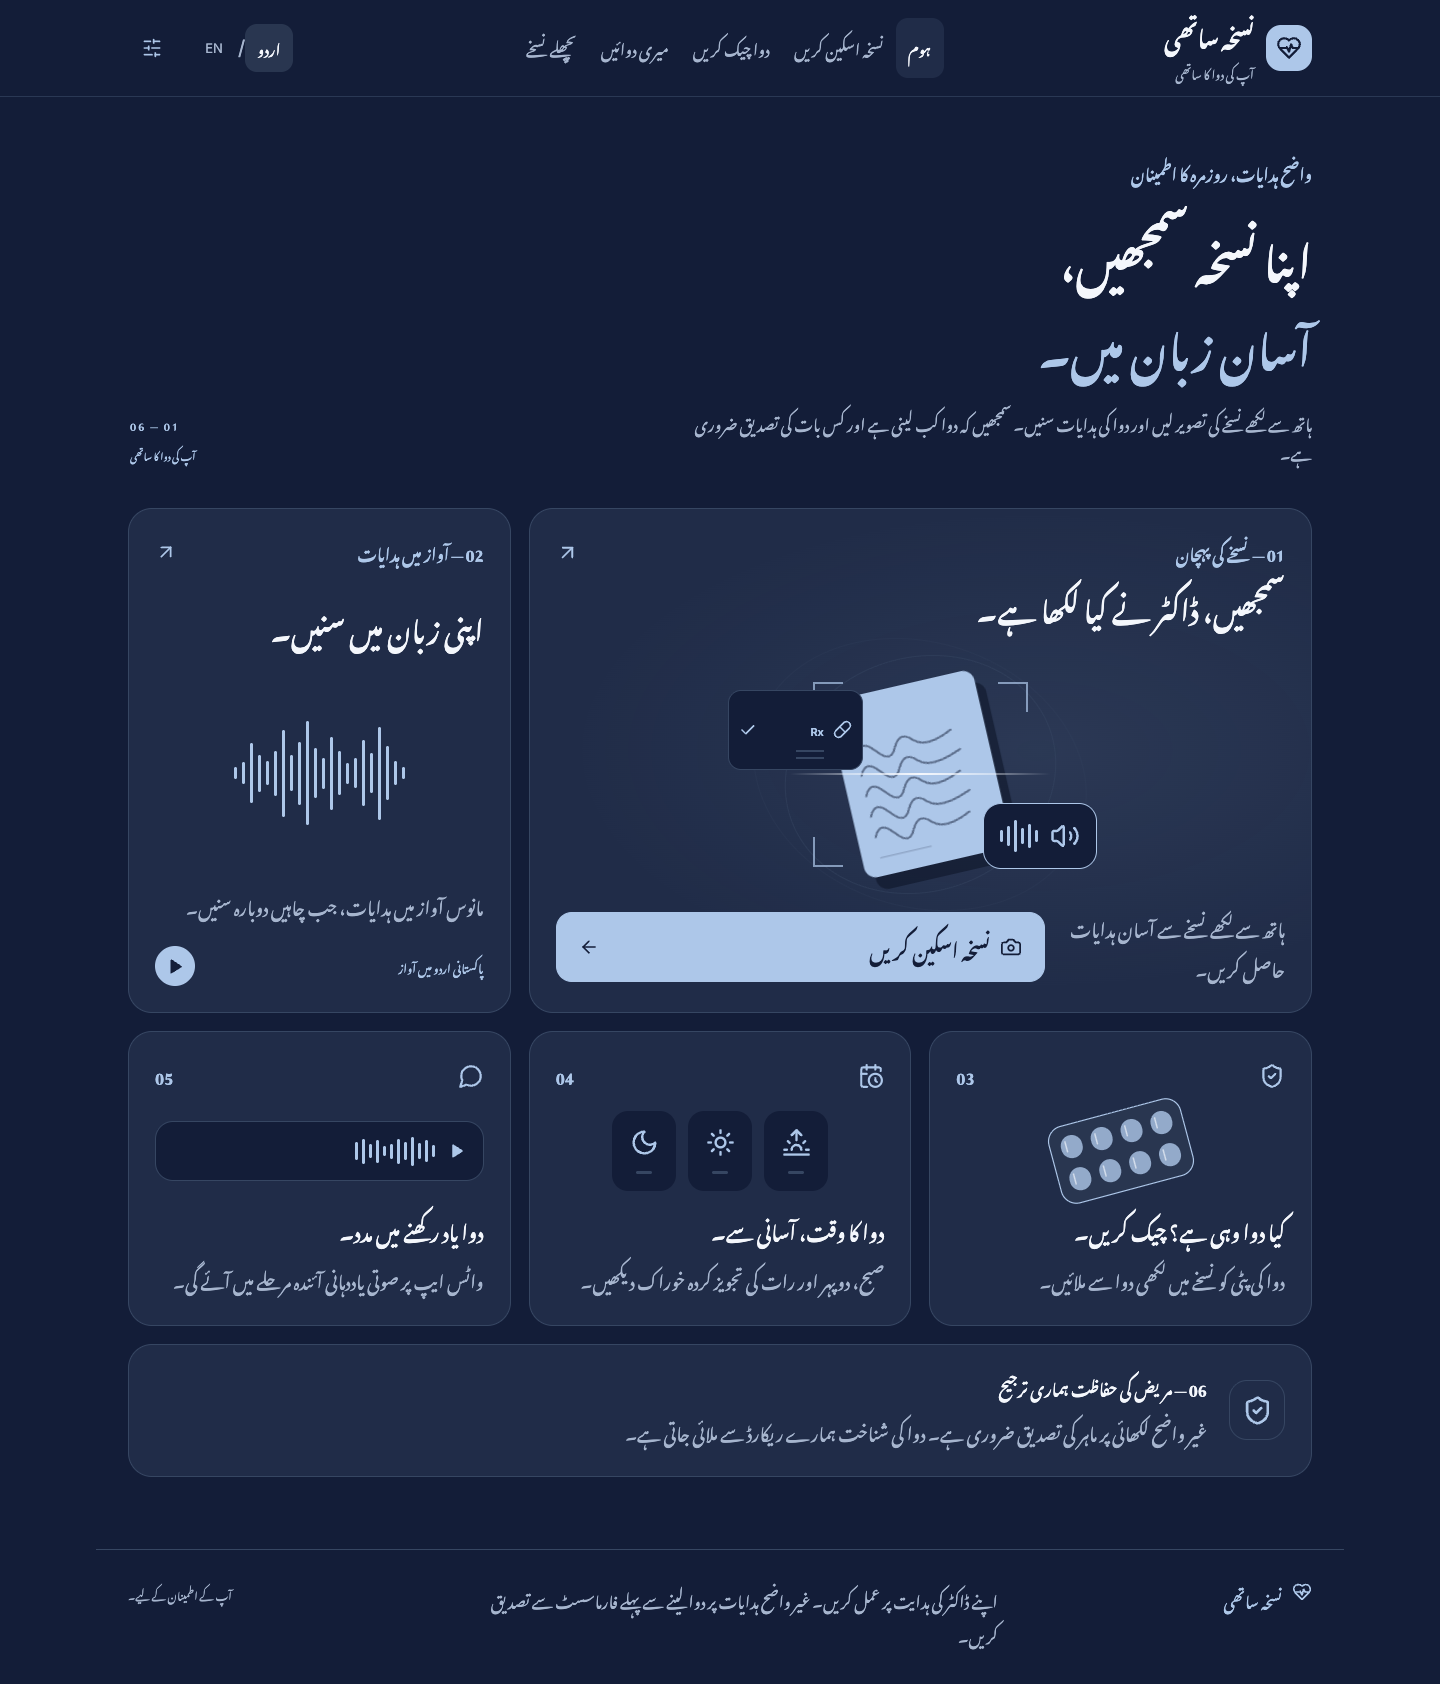 نسخہ ساتھی
آپ کی دوا کا ساتھی
ہوم
نسخہ اسکین کریں
دوا چیک کریں
میری دوائیں
پچھلے نسخے
اردو / EN
واضح ہدایات، روزمرہ کا اطمینان
اپنا نسخہ سمجھیں،
آسان زبان میں۔
ہاتھ سے لکھے نسخے کی تصویر لیں اور دوا کی ہدایات سنیں۔ سمجھیں کہ دوا کب لینی ہے اور کس بات کی تصدیق ضروری
ہے۔
01 — 06
آپ کی دوا کا ساتھی
01 — نسخے کی پہچان
سمجھیں، ڈاکٹر نے کیا لکھا ہے۔
Rx
ہاتھ سے لکھے نسخے سے آسان ہدایات
حاصل کریں۔
نسخہ اسکین کریں
02 — آواز میں ہدایات
اپنی زبان میں سنیں۔
مانوس آواز میں ہدایات، جب چاہیں دوبارہ سنیں۔
پاکستانی اردو میں آواز
03
کیا دوا وہی ہے؟ چیک کریں۔
دوا کی پٹی کو نسخے میں لکھی دوا سے ملائیں۔
04
دوا کا وقت، آسانی سے۔
صبح، دوپہر اور رات کی تجویز کردہ خوراک دیکھیں۔
05
دوا یاد رکھنے میں مدد۔
واٹس ایپ پر صوتی یاددہانی آئندہ مرحلے میں آئے گی۔
06 — مریض کی حفاظت ہماری ترجیح
غیر واضح لکھائی پر ماہر کی تصدیق ضروری ہے۔ دوا کی شناخت ہمارے ریکارڈ سے ملائی جاتی ہے۔
نسخہ ساتھی
اپنے ڈاکٹر کی ہدایت پر عمل کریں۔ غیر واضح ہدایات پر دوا لینے سے پہلے فارماسسٹ سے تصدیق
کریں۔
آپ کے اطمینان کے لیے۔